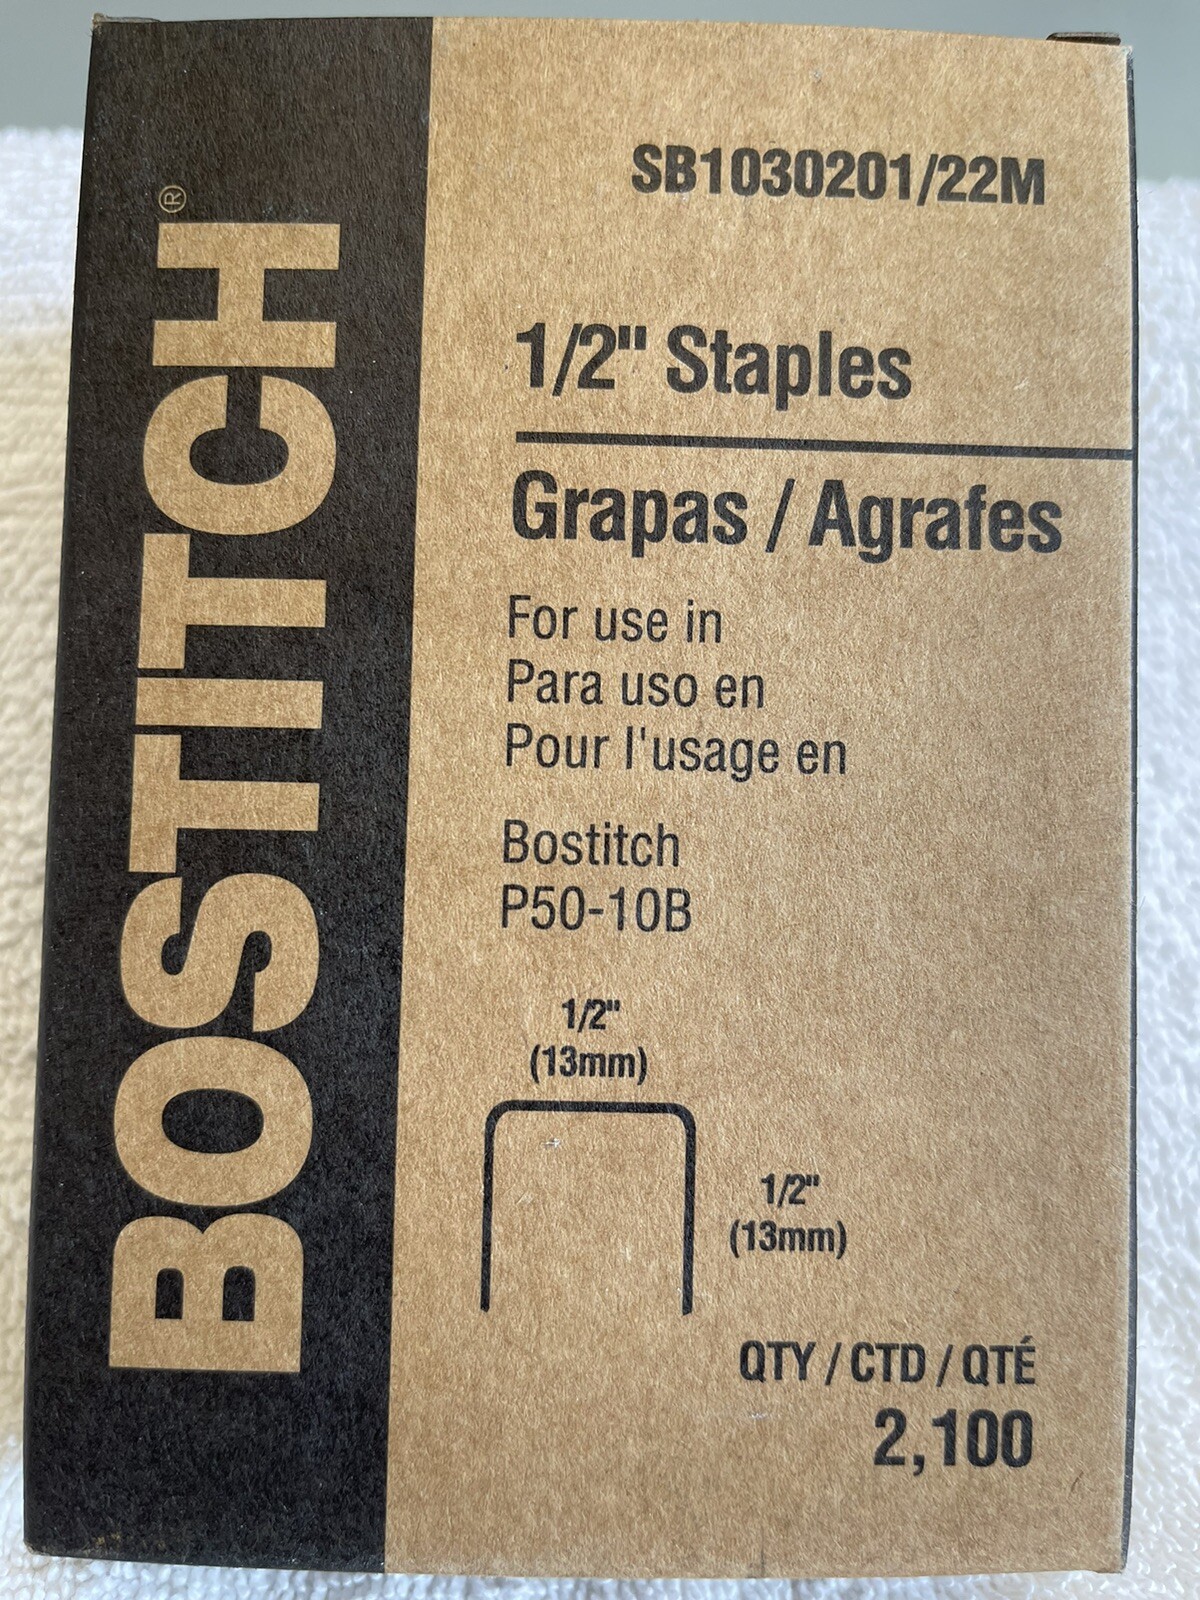 BOSTITCH®
SB1030201/22M
1/2" Staples
Grapas / Agrafes
For use in
Para uso en
Pour l'usage en
Bostitch
P50-10B
1/2"
(13mm)
1/2"
(13mm)
QTY / CTD / QTÉ
2,100